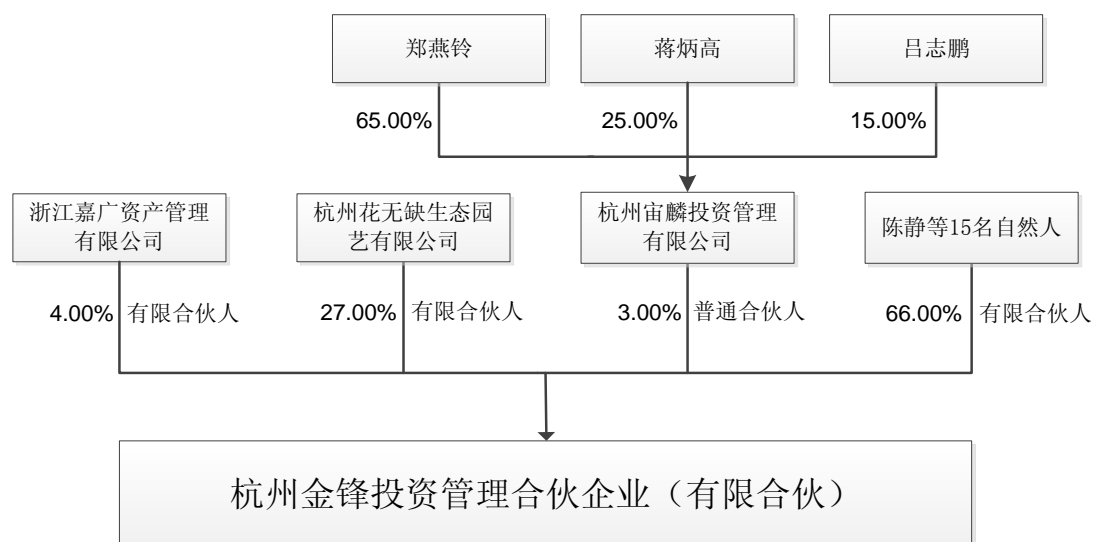 郑燕铃
蒋炳高
吕志鹏
65.00%
25.00%
15.00%
浙江嘉广资产管理
有限公司
杭州花无缺生态园
艺有限公司
杭州宙麟投资管理
有限公司
陈静等15名自然人
4.00% 有限合伙人
27.00% 有限合伙人
3.00% 普通合伙人
66.00% 有限合伙人
杭州金锋投资管理合伙企业（有限合伙）